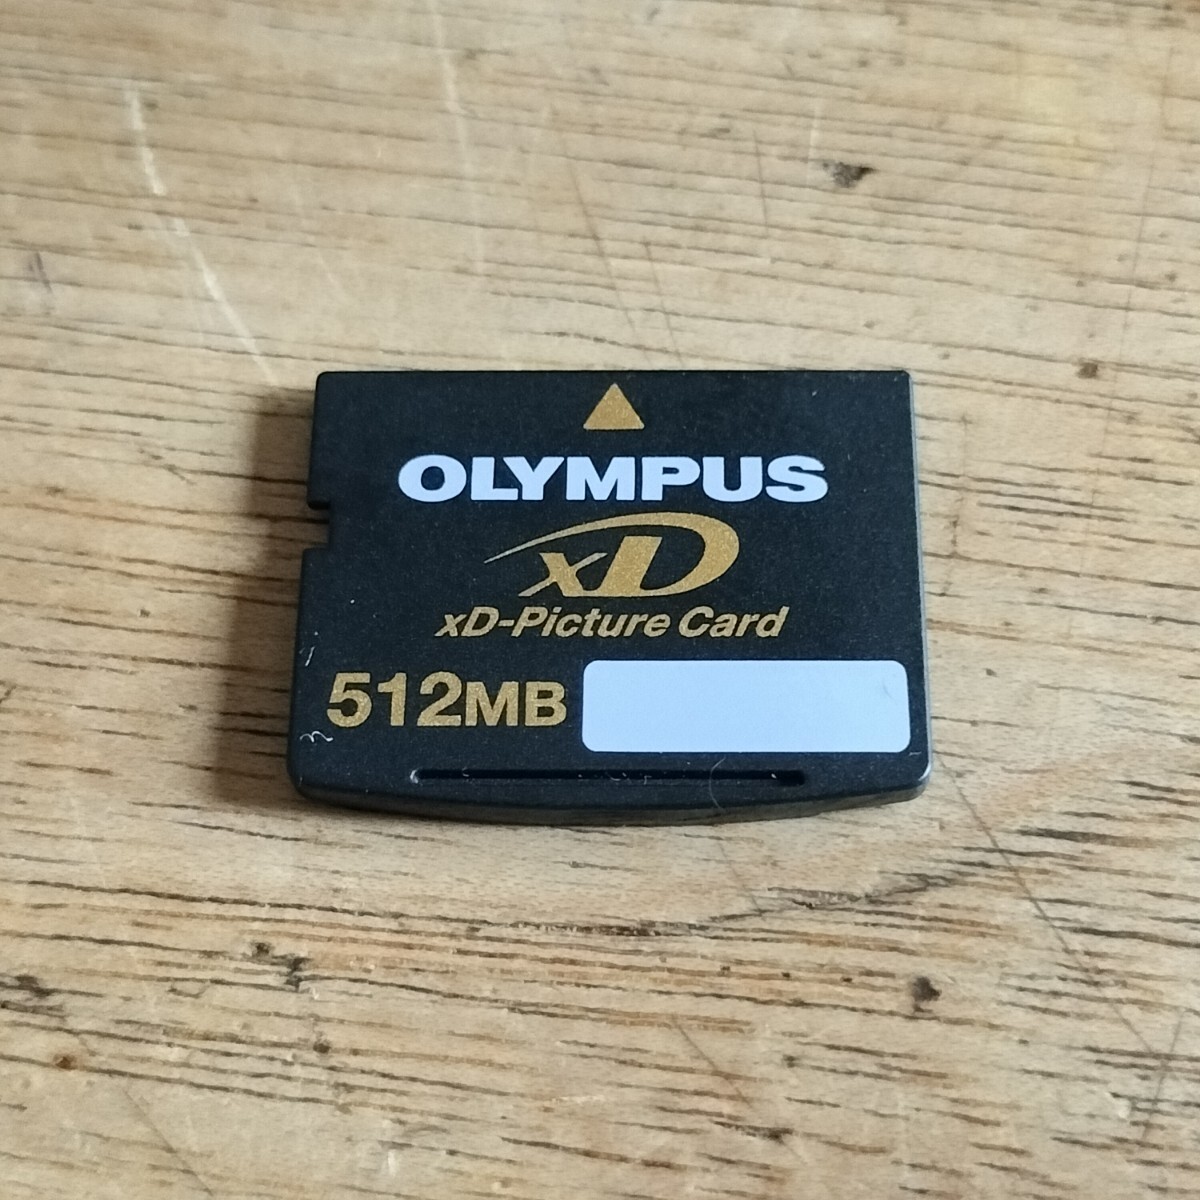 OLYMPUS
xD
xD-Picture Card
512MB